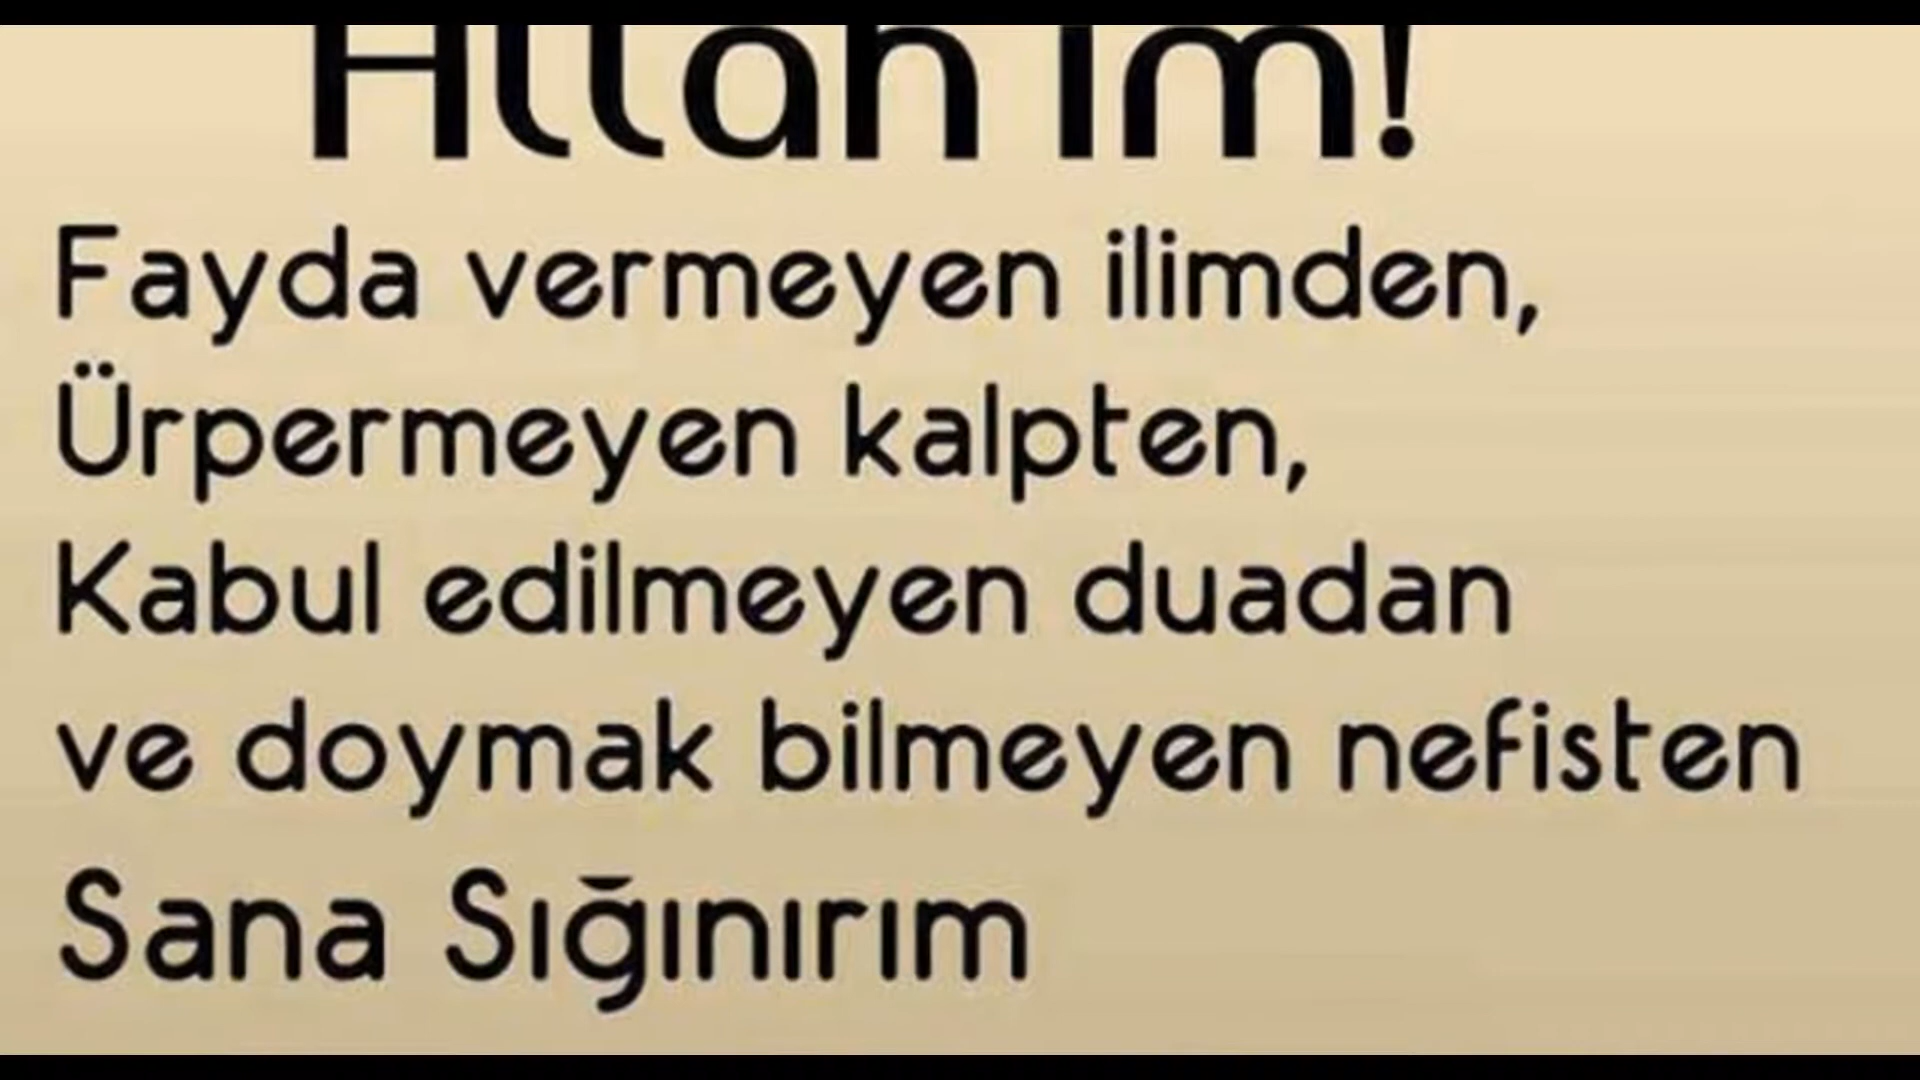 Allah'ım!
Fayda vermeyen ilimden,
Ürpermeyen kalpten,
Kabul edilmeyen duadan
ve doymak bilmeyen nefisten
Sana Sığınırım